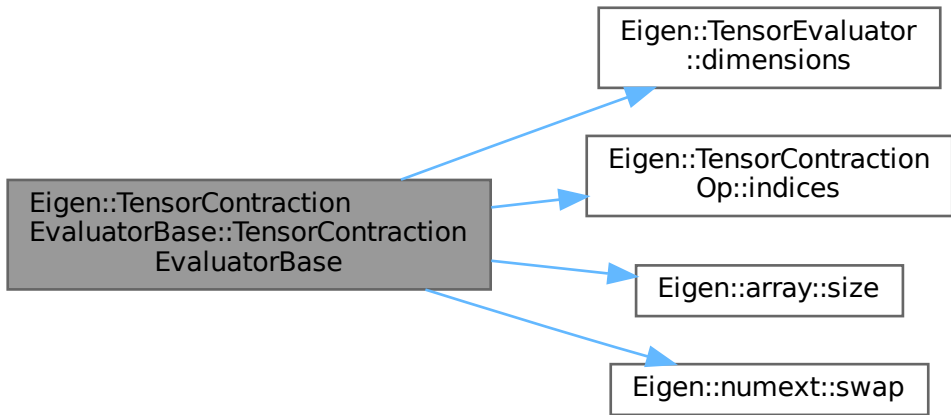 Eigen::TensorContraction
EvaluatorBase::TensorContraction
EvaluatorBase
Eigen::TensorEvaluator
::dimensions
Eigen::TensorContraction
Op::indices
Eigen::array::size
Eigen::numext::swap